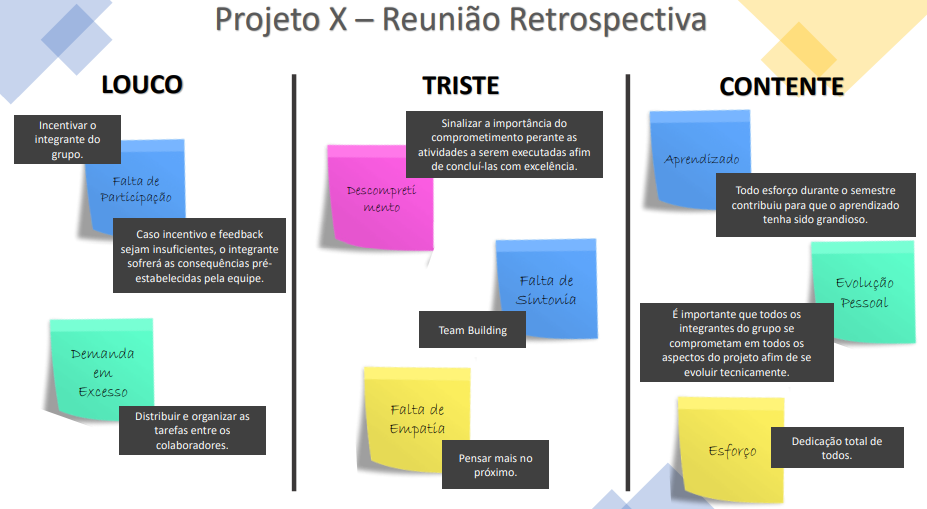 Projeto X – Reunião Retrospectiva
LOUCO
Incentivar o
integrante do
grupo.
Falta de
Participação
Caso incentivo e feedback
sejam insuficientes, o integrante
sofrerá as consequências pré-
estabelecidas pela equipe.
Demanda
em
Excesso
Distribuir e organizar as
tarefas entre os
colaboradores.
TRISTE
Sinalizar a importância do
comprometimento perante as
atividades a serem executadas afim
de concluí-las com excelência.
Descompreti
mento
Falta de
Sintonia
Team Building
Falta de
Empatia
Pensar mais no
próximo.
CONTENTE
Aprendizado
Todo esforço durante o semestre
contribuiu para que o aprendizado
tenha sido grandioso.
Evolução
Pessoal
É importante que todos os
integrantes do grupo se
comprometam em todos os
aspectos do projeto afim de se
evoluir tecnicamente.
Esforço
Dedicação total de
todos.